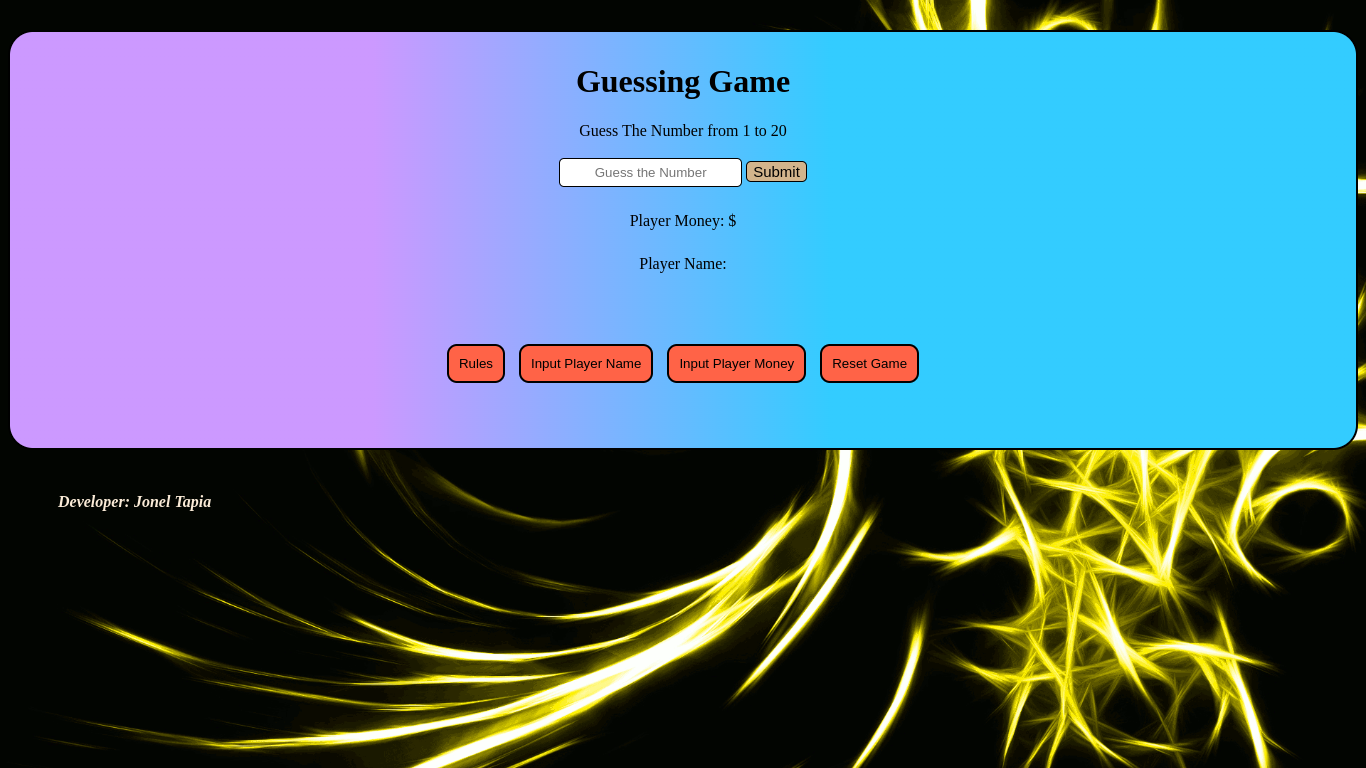 Guessing Game
Guess The Number from 1 to 20
Guess the Number Submit
Player Money: $
Player Name:
Rules Input Player Name Input Player Money Reset Game
Developer: Jonel Tapia